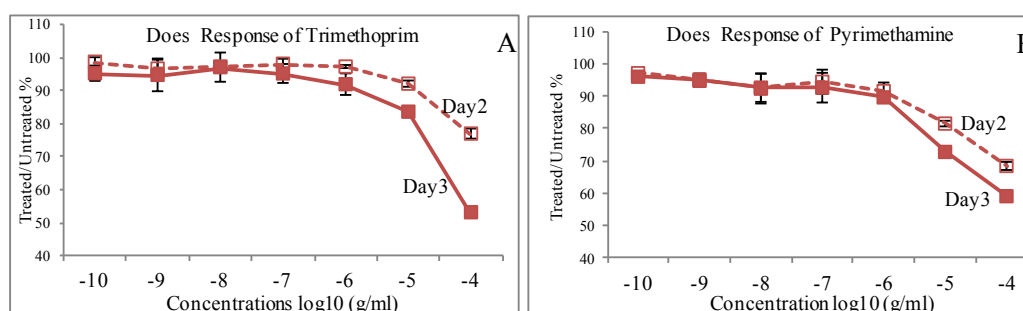 Does Response of Trimethoprim
A
Treated/Untreated %
110
100
90
80
70
60
50
40
Day2
Day3
-10 -9 -8 -7 -6 -5 -4
Concentrations log10 (g/ml)
Does Response of Pyrimethamine
Treated/Untreated %
110
100
90
80
70
60
50
40
Day2
Day3
-10 -9 -8 -7 -6 -5 -4
Concentration log10 (g/ml)